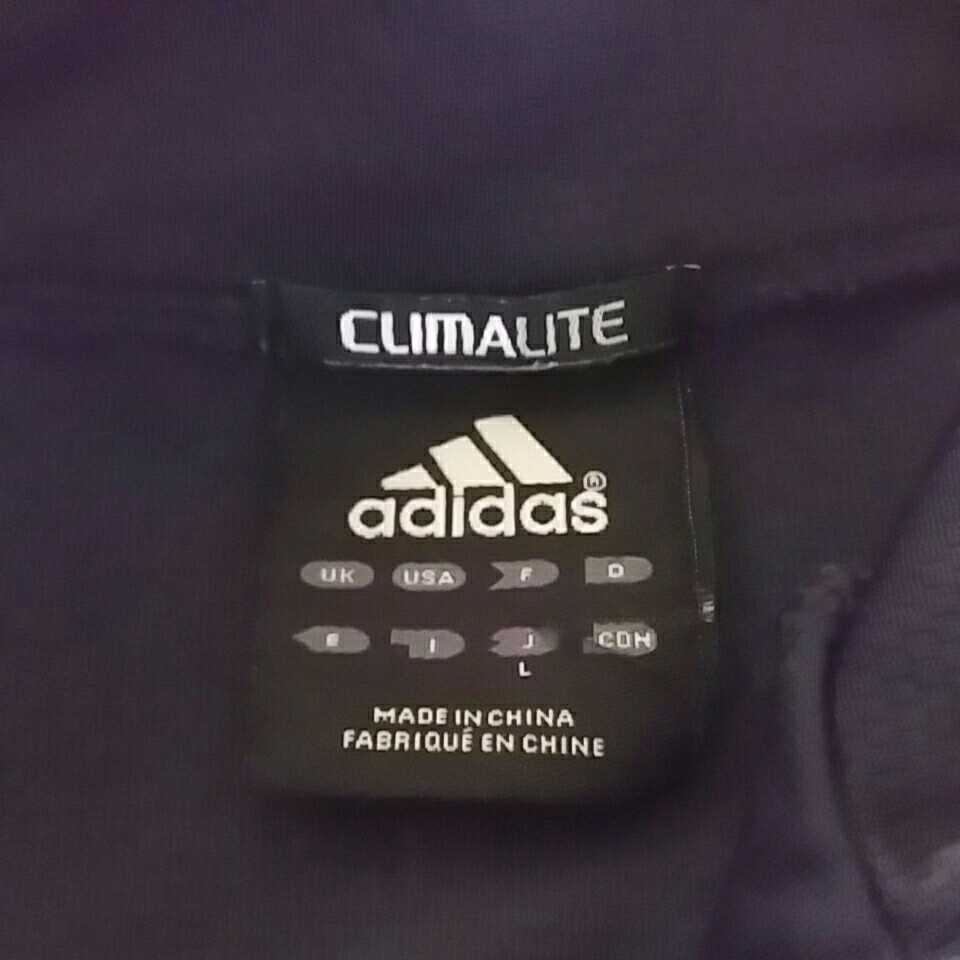 CLIMALITE
adidas®
UK USA F D
E I J CDN
L
MADE IN CHINA
FABRIQUÉ EN CHINE